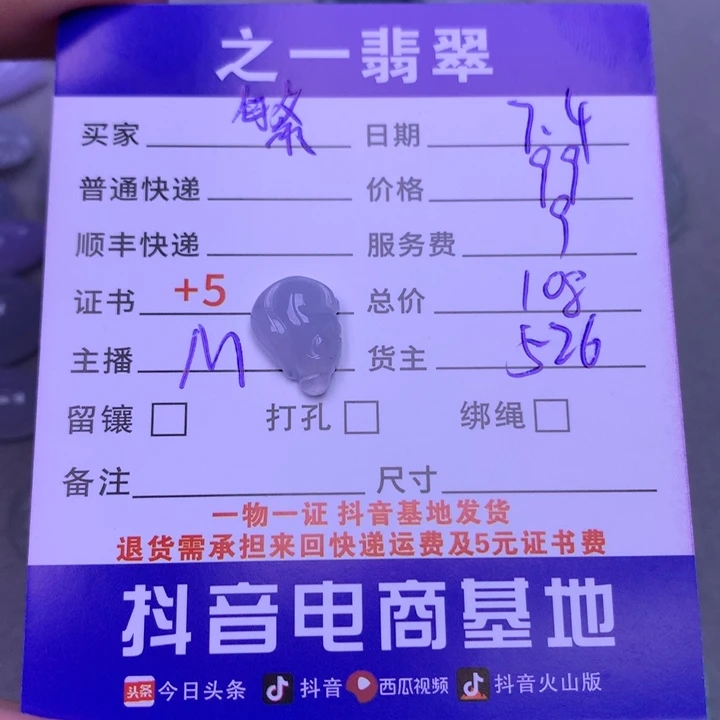 之一翡翠
买家 繁 日期 7.4
普通快递 价格 99
顺丰快递 服务费 9
证书 +5 总价 108
主播 M 货主 526
留镶 打孔 绑绳
备注 尺寸
一物一证 抖音基地发货
退货需承担来回快递运费及5元证书费
抖音电商基地
头条 今日头条 抖音 西瓜视频 抖音火山版